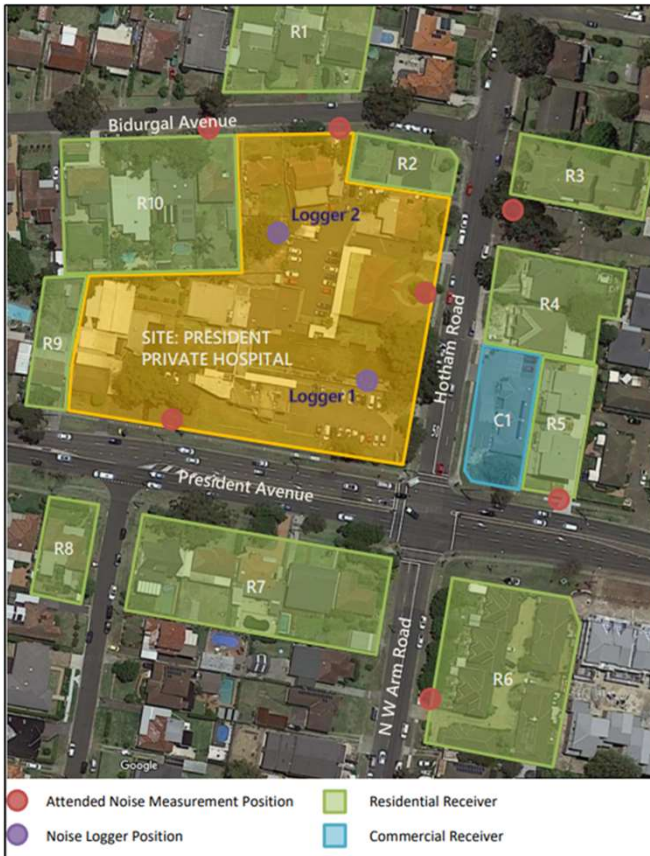 R1
Bidurgal Avenue
R2
R3
R10
Logger 2
R4
SITE: PRESIDENT
PRIVATE HOSPITAL
Hotham Road
R9
Logger 1
C1
R5
President Avenue
R8
R7
N W Arm Road
R6
Google
Attended Noise Measurement Position
Residential Receiver
Noise Logger Position
Commercial Receiver